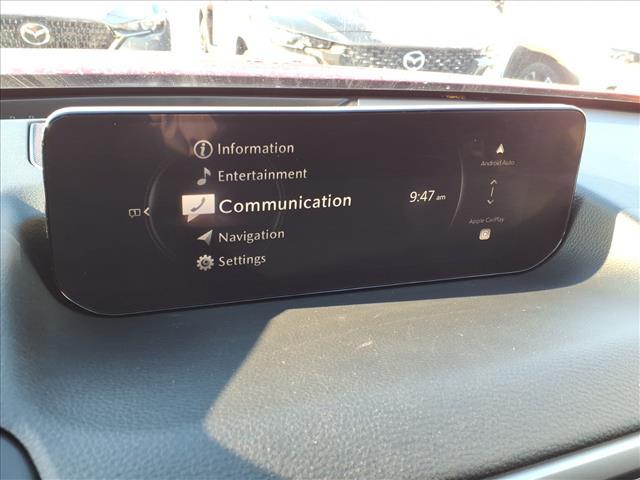 Information
Entertainment
Communication
Navigation
Settings
9:47 am
Android Auto
Apple CarPlay